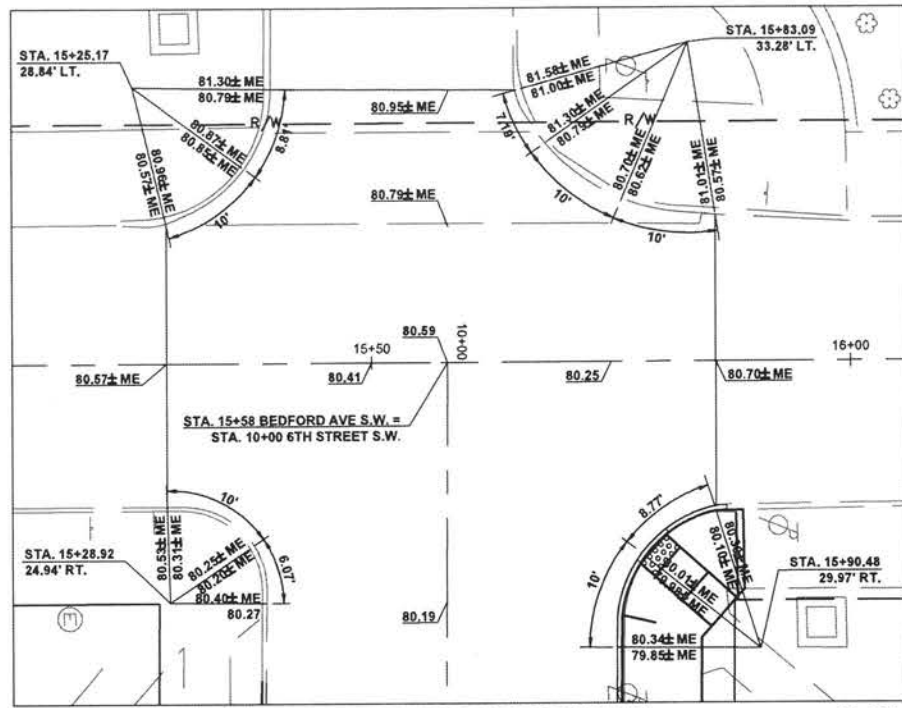 STA. 15+25.17
28.84' LT.
81.30± ME
80.79± ME
80.95± ME
81.58± ME
81.00± ME
STA. 15+83.09
33.28' LT.
R/W
R/W
80.87± ME
80.85± ME
8.81'
7.19'
81.30± ME
80.79± ME
80.96± ME
80.57± ME
10'
80.79± ME
10'
80.70± ME
80.62± ME
10'
81.01± ME
80.57± ME
80.59
10+00
15+50
16+00
80.57± ME
80.41
80.25
80.70± ME
STA. 15+58 BEDFORD AVE S.W. =
STA. 10+00 6TH STREET S.W.
10'
8.77'
80.53± ME
80.31± ME
STA. 15+28.92
24.94' RT.
80.25± ME
80.20± ME
6.07'
80.40± ME
80.27
80.19
10'
80.10± ME
80.01± ME
STA. 15+90.48
29.97' RT.
80.34± ME
79.85± ME
E